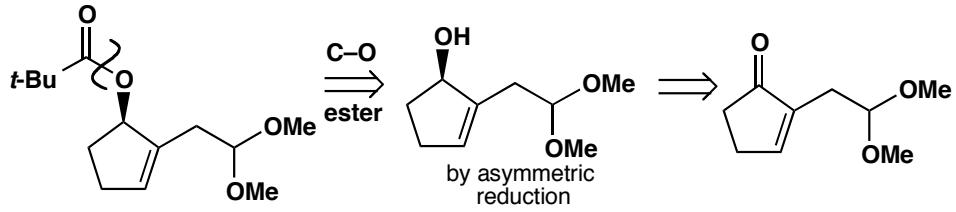 O
t-Bu
O
OMe
OMe
C–O
ester
OH
OMe
OMe
by asymmetric
reduction
O
OMe
OMe